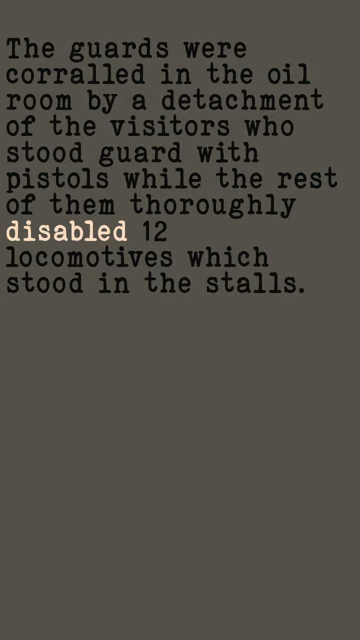 The guards were
corralled in the oil
room by a detachment
of the visitors who
stood guard with
pistols while the rest
of them thoroughly
disabled 12
locomotives which
stood in the stalls.